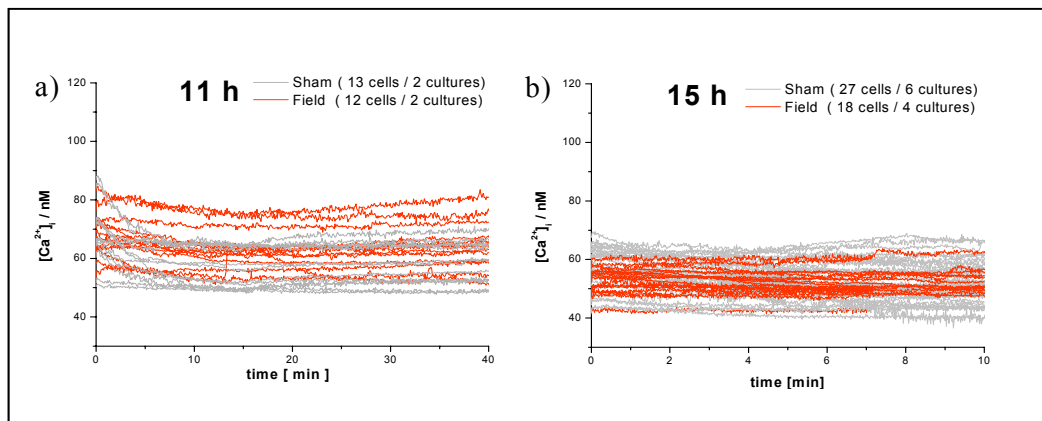 a)
11 h
Sham ( 13 cells / 2 cultures)
Field ( 12 cells / 2 cultures)
120
100
80
60
40
[Ca²⁺]ᵢ / nM
0 10 20 30 40
time [ min ]
b)
15 h
Sham ( 27 cells / 6 cultures)
Field ( 18 cells / 4 cultures)
120
100
80
60
40
[Ca²⁺]ᵢ / nM
0 2 4 6 8 10
time [min]